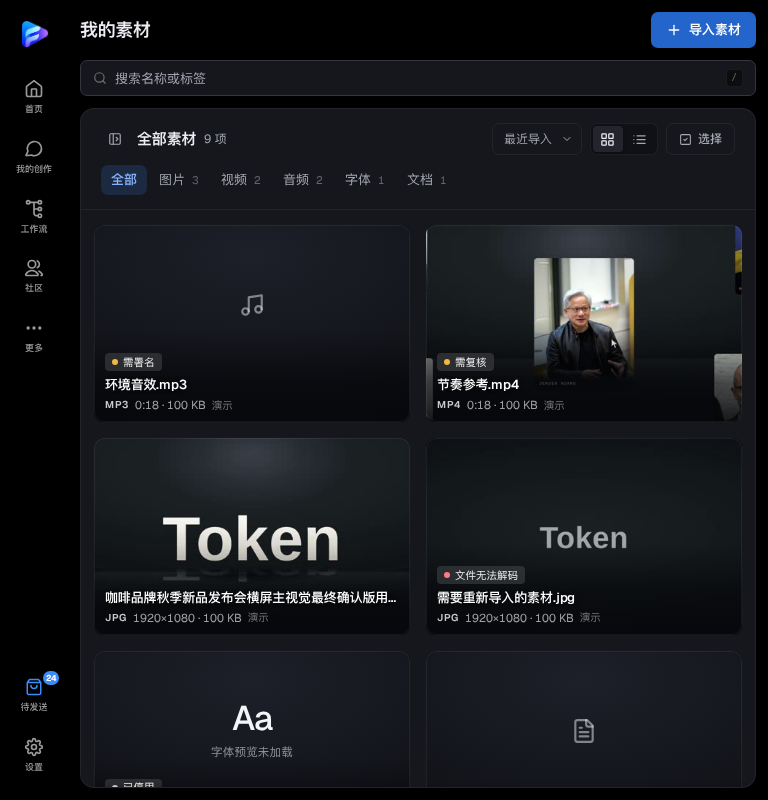 我的素材
导入素材
搜索名称或标签
/
首页
我的创作
工作流
社区
更多
24
待发送
设置
全部素材 9 项
最近导入
选择
全部
图片 3
视频 2
音频 2
字体 1
文档 1
需署名
环境音效.mp3
MP3 0:18 · 100 KB 演示
需复核
节奏参考.mp4
MP4 0:18 · 100 KB 演示
Token
咖啡品牌秋季新品发布会横屏主视觉最终确认版用...
JPG 1920×1080 · 100 KB 演示
Token
文件无法解码
需要重新导入的素材.jpg
JPG 1920×1080 · 100 KB 演示
Aa
字体预览未加载